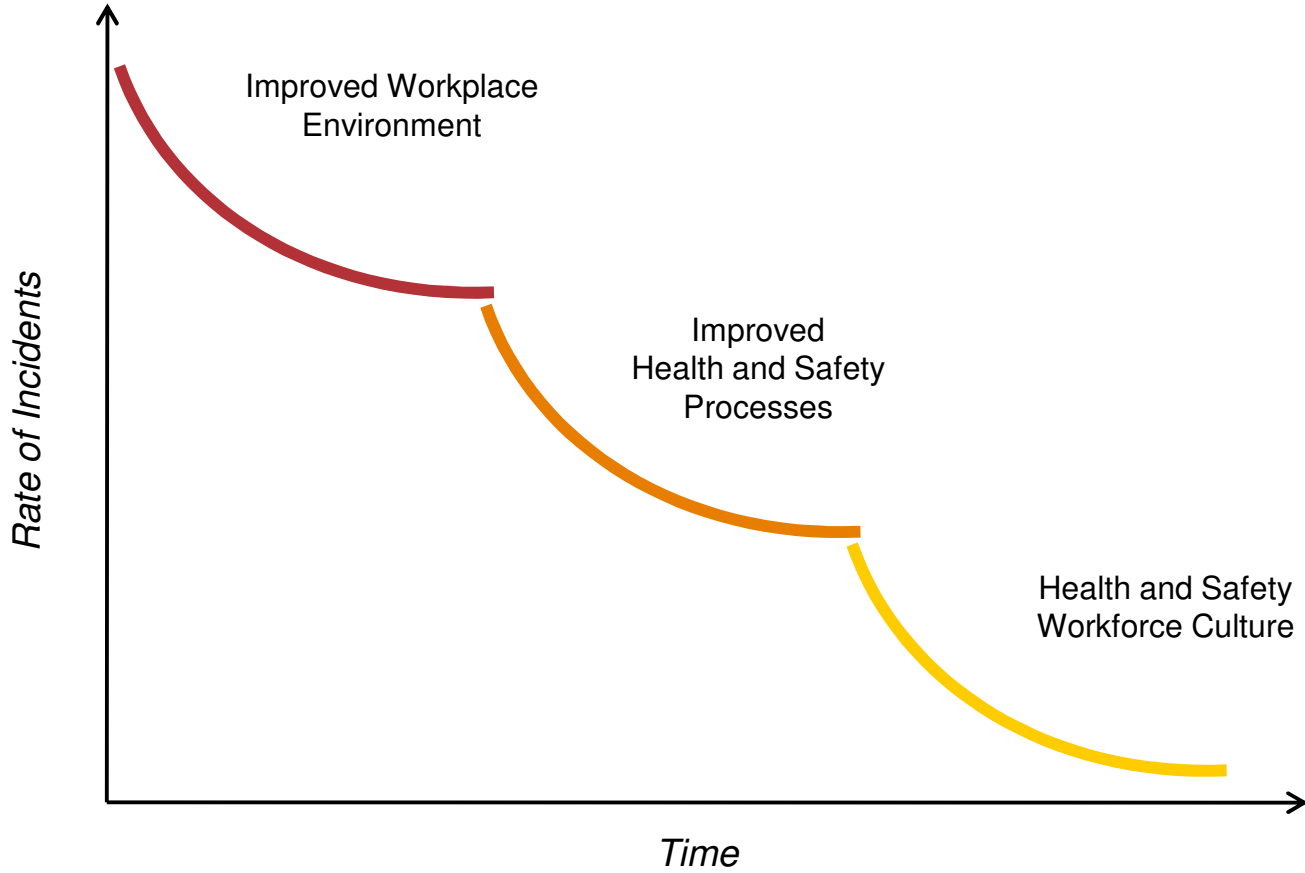 Improved Workplace
Environment
Improved
Health and Safety
Processes
Health and Safety
Workforce Culture
Rate of Incidents
Time